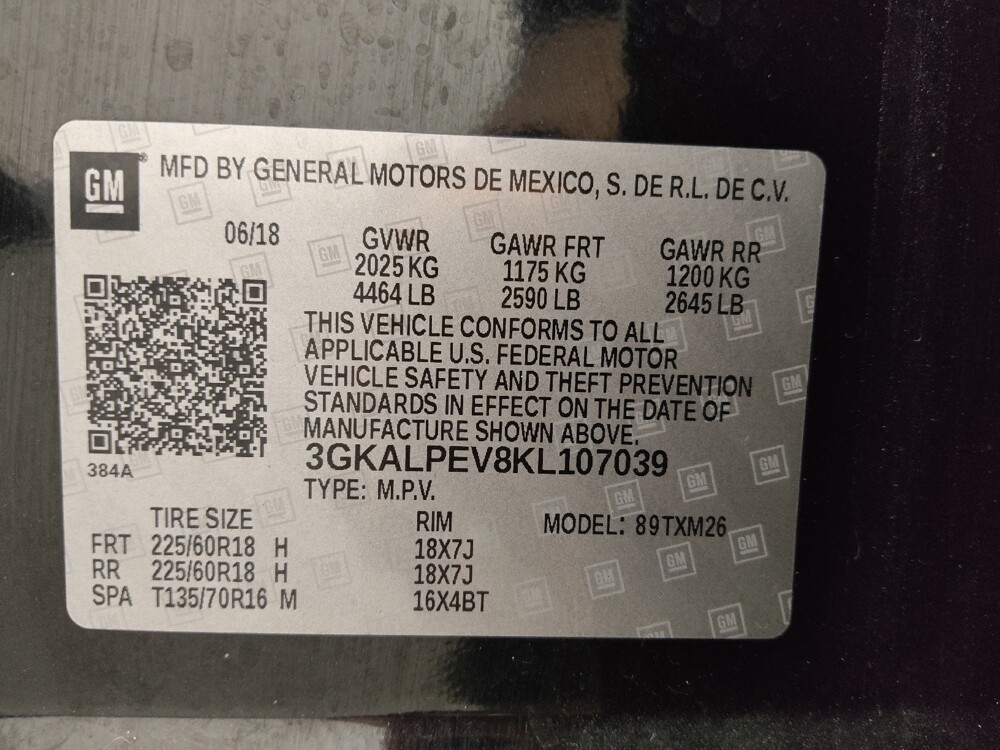 GM
MFD BY GENERAL MOTORS DE MEXICO, S. DE R.L. DE C.V.
06/18 GVWR GAWR FRT GAWR RR
2025 KG 1175 KG 1200 KG
4464 LB 2590 LB 2645 LB
THIS VEHICLE CONFORMS TO ALL
APPLICABLE U.S. FEDERAL MOTOR
VEHICLE SAFETY AND THEFT PREVENTION
STANDARDS IN EFFECT ON THE DATE OF
MANUFACTURE SHOWN ABOVE.
384A
3GKALPEV8KL107039
TYPE: M.P.V.
TIRE SIZE RIM MODEL: 89TXM26
FRT 225/60R18 H 18X7J
RR 225/60R18 H 18X7J
SPA T135/70R16 M 16X4BT